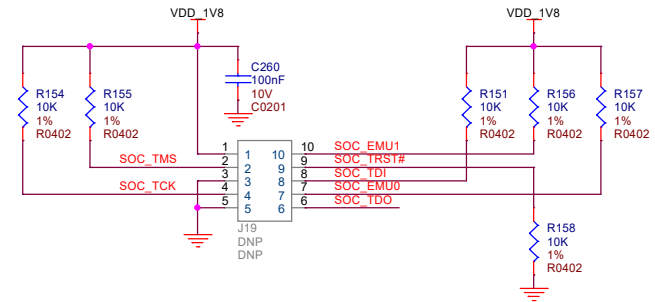 VDD_1V8
VDD_1V8
R154
10K
1%
R0402
R155
10K
1%
R0402
C260
100nF
10V
C0201
R151
10K
1%
R0402
R156
10K
1%
R0402
R157
10K
1%
R0402
1 1 10 10 SOC_EMU1
SOC_TMS 2 2 9 9 SOC_TRST#
3 3 8 8 SOC_TDI
SOC_TCK 4 4 7 7 SOC_EMU0
5 5 6 6 SOC_TDO
J19
DNP
DNP
R158
10K
1%
R0402